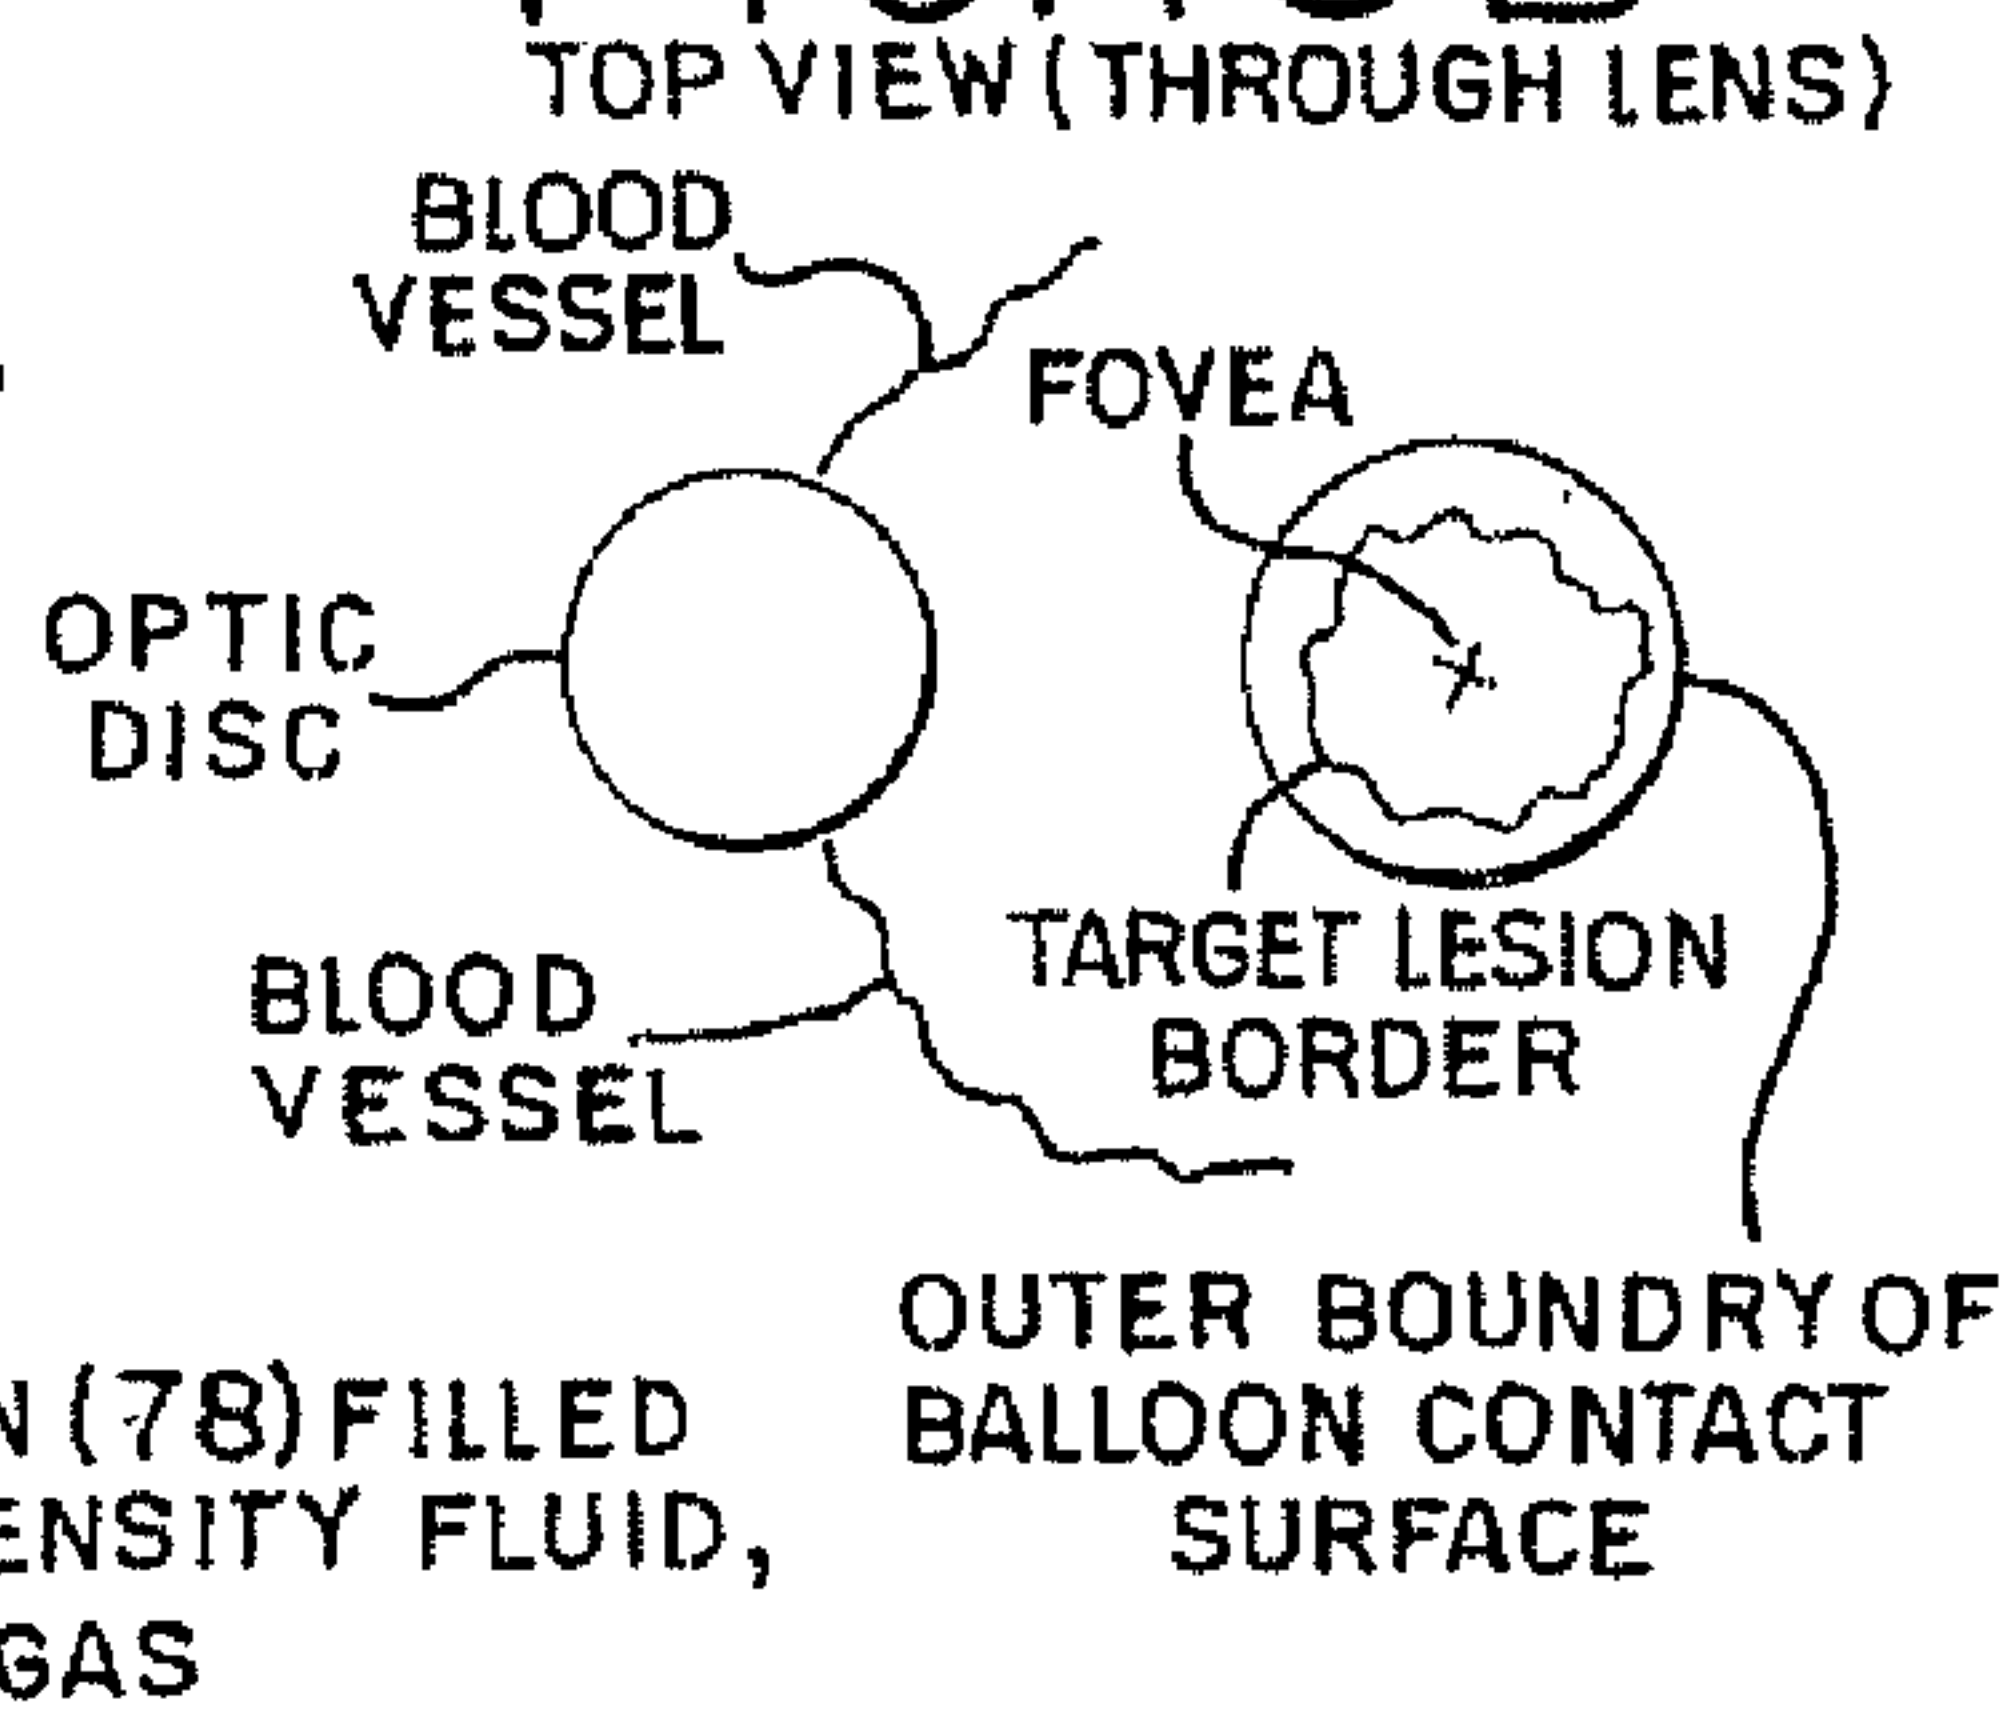 TOP VIEW (THROUGH LENS)
BLOOD
VESSEL
FOVEA
OPTIC
DISC
TARGET LESION
BORDER
BLOOD
VESSEL
OUTER BOUNDRY OF
BALLOON CONTACT
SURFACE
(78) FILLED
FLUID,
GAS